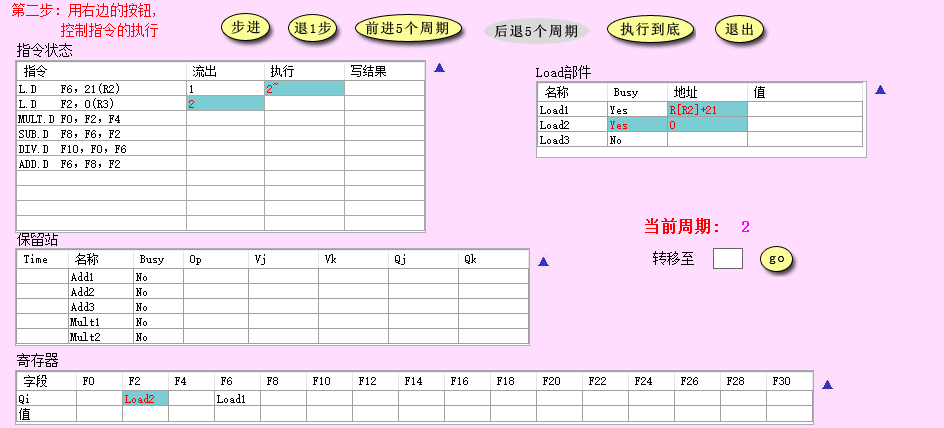 第二步：用右边的按钮，
控制指令的执行
步进 退1步 前进5个周期 后退5个周期 执行到底 退出
指令状态
指令 流出 执行 写结果
L.D F6, 21(R2) 1 2~
L.D F2, 0(R3) 2
MULT.D F0, F2, F4
SUB.D F8, F6, F2
DIV.D F10, F0, F6
ADD.D F6, F8, F2
Load部件
名称 Busy 地址 值
Load1 Yes R[R2]+21
Load2 Yes 0
Load3 No
当前周期： 2
转移至 go
保留站
Time 名称 Busy Op Vj Vk Qj Qk
Add1 No
Add2 No
Add3 No
Mult1 No
Mult2 No
寄存器
字段 F0 F2 F4 F6 F8 F10 F12 F14 F16 F18 F20 F22 F24 F26 F28 F30
Qi Load2 Load1
值